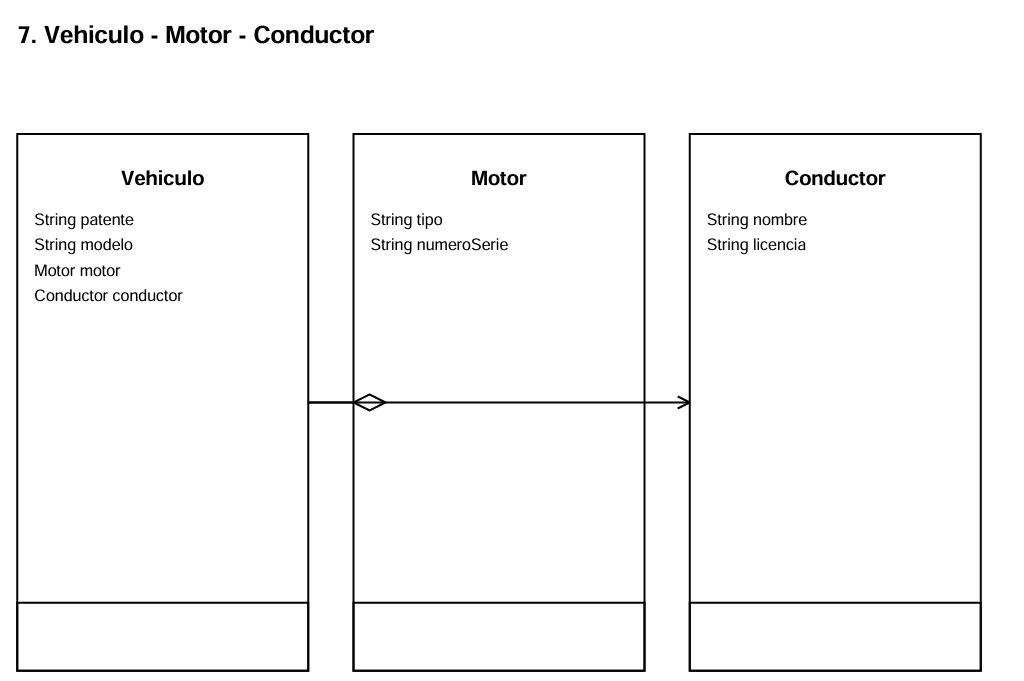 7. Vehiculo - Motor - Conductor
Vehiculo
String patente
String modelo
Motor motor
Conductor conductor
Motor
String tipo
String numeroSerie
Conductor
String nombre
String licencia